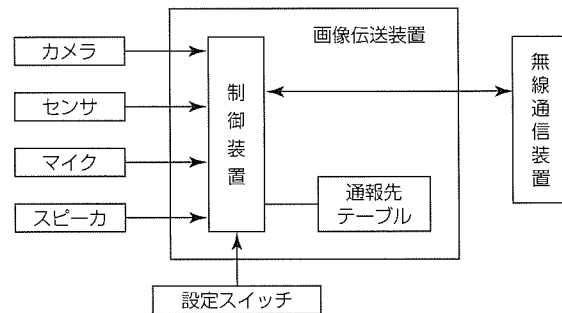 画像伝送装置
カメラ
センサ
マイク
スピーカ
制御装置
通報先
テーブル
無線通信装置
設定スイッチ